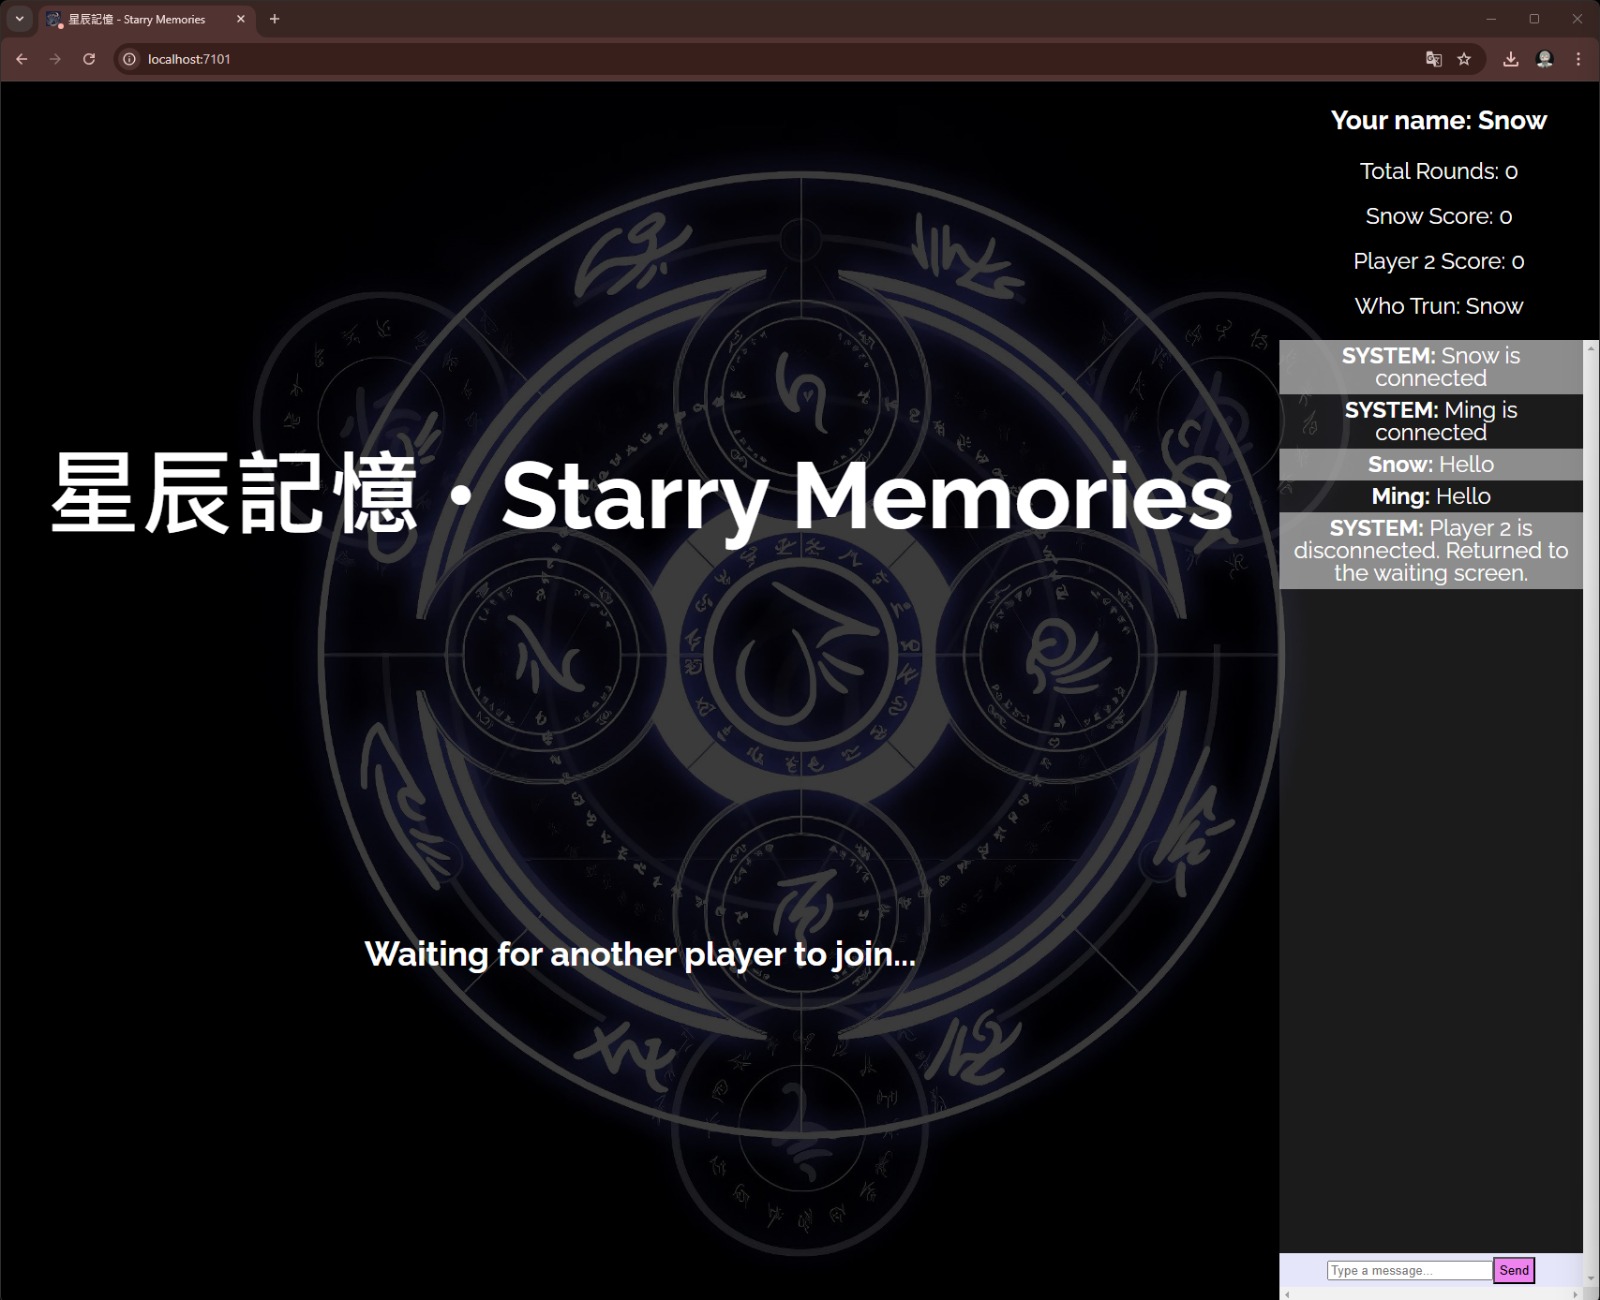 星辰記憶 - Starry Memories
localhost:7101
Your name: Snow
Total Rounds: 0
Snow Score: 0
Player 2 Score: 0
Who Trun: Snow
SYSTEM: Snow is
connected
SYSTEM: Ming is
connected
Snow: Hello
Ming: Hello
SYSTEM: Player 2 is
disconnected. Returned to
the waiting screen.
星辰記憶・Starry Memories
Waiting for another player to join...
Type a message...
Send